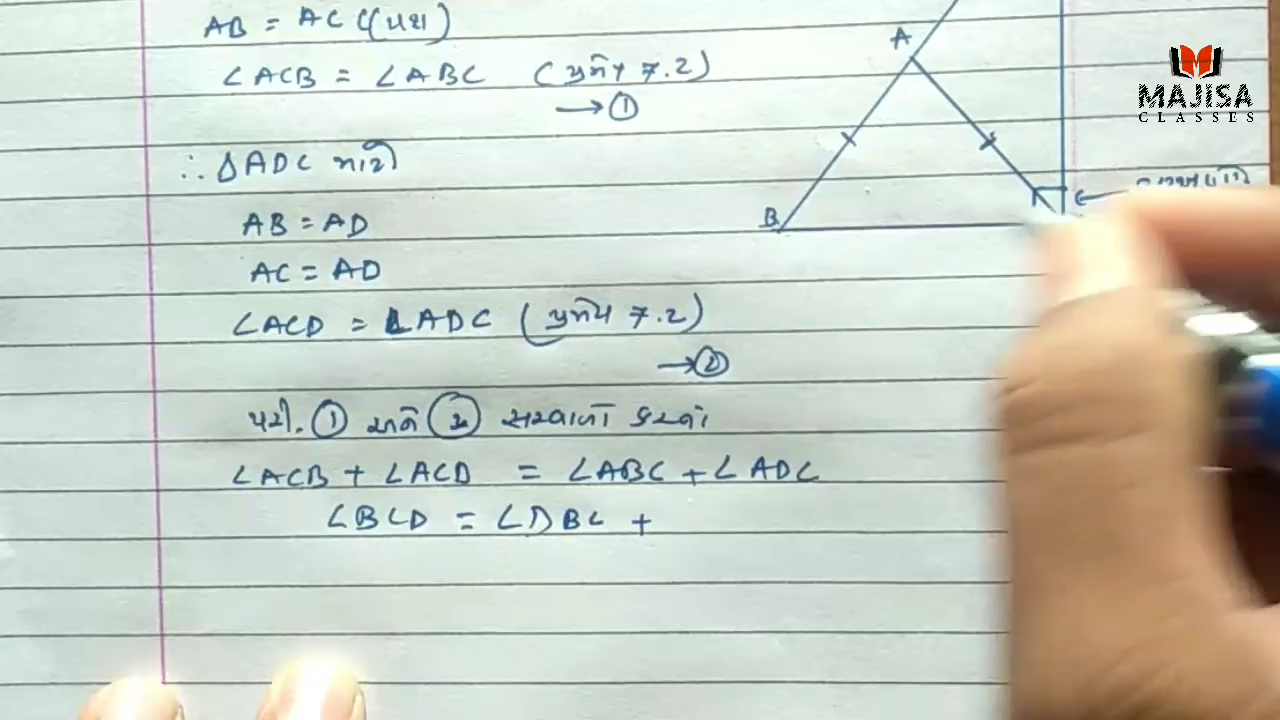 AB = AC (પક્ષ)
∠ACB = ∠ABC (પ્રમેય 7.2)
→ ①
∴ ΔADC માટે
AB = AD
AC = AD
∠ACD = ∠ADC (પ્રમેય 7.2)
→ ②
પરી. ① અને ② સરવાળો કરતાં
∠ACB + ∠ACD = ∠ABC + ∠ADC
∠BCD = ∠DBC +
A
B
MAJISA
CLASSES